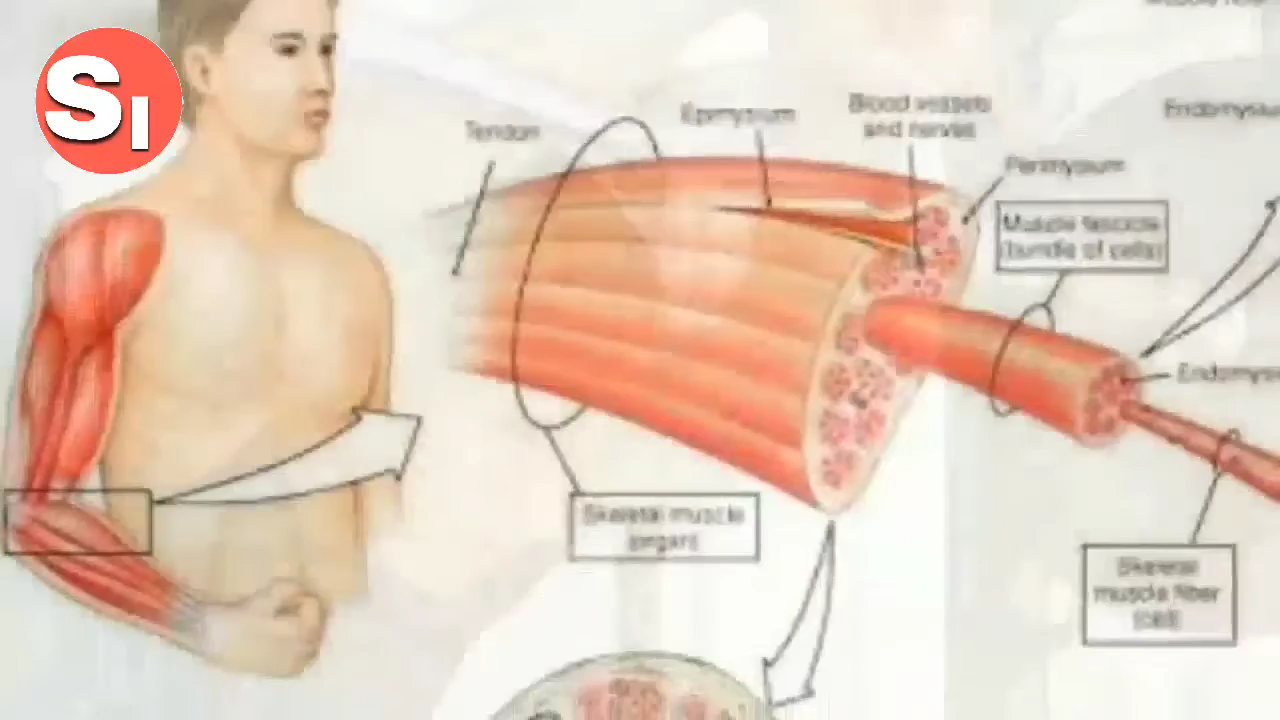 SI
Tendon
Epimysium
Blood vessels
and nerves
Perimysium
Muscle fascicle
(bundle of cells)
Skeletal muscle
(organ)
Skeletal
muscle fiber
(cell)